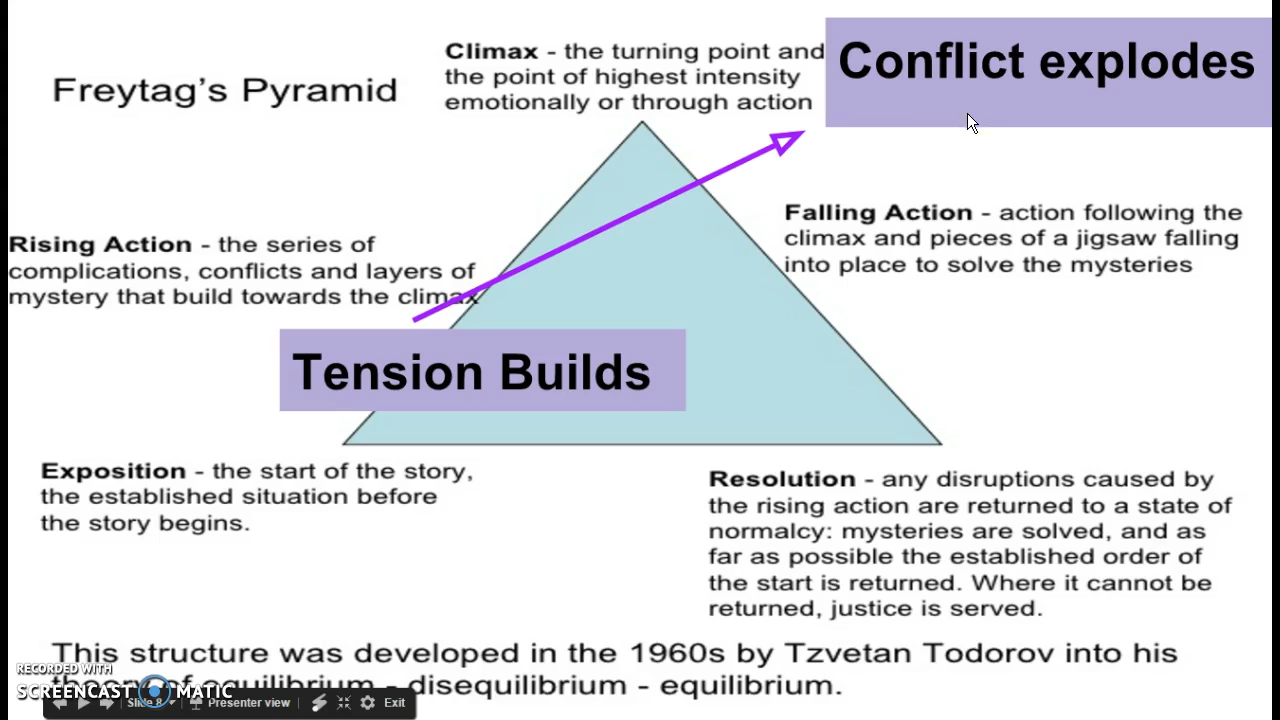 Freytag's Pyramid
Climax - the turning point and
the point of highest intensity
emotionally or through action
Conflict explodes
Rising Action - the series of
complications, conflicts and layers of
mystery that build towards the climax
Falling Action - action following the
climax and pieces of a jigsaw falling
into place to solve the mysteries
Tension Builds
Exposition - the start of the story,
the established situation before
the story begins.
Resolution - any disruptions caused by
the rising action are returned to a state of
normalcy: mysteries are solved, and as
far as possible the established order of
the start is returned. Where it cannot be
returned, justice is served.
This structure was developed in the 1960s by Tzvetan Todorov into his
theory of equilibrium - disequilibrium - equilibrium.
RECORDED WITH
SCREENCAST MATIC
Slide 8 Presenter view Exit